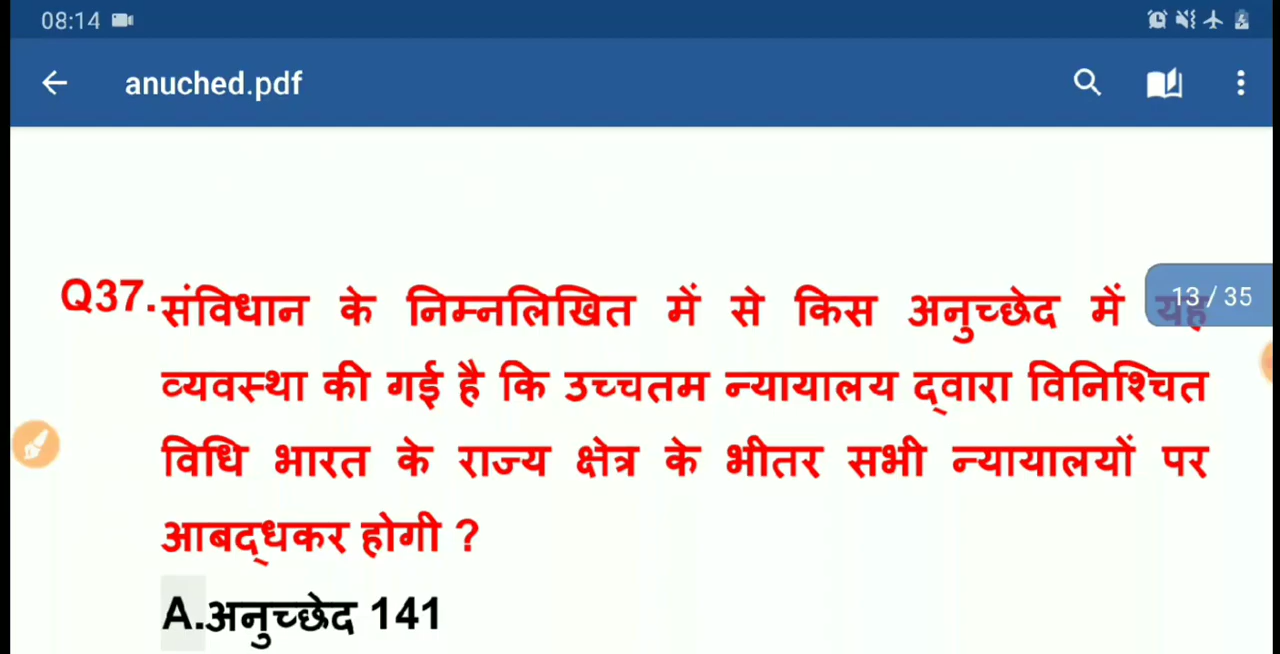 08:14
anuched.pdf
13 / 35
Q37. संविधान के निम्नलिखित में से किस अनुच्छेद में यह
व्यवस्था की गई है कि उच्चतम न्यायालय द्वारा विनिश्चित
विधि भारत के राज्य क्षेत्र के भीतर सभी न्यायालयों पर
आबद्धकर होगी ?
A.अनुच्छेद 141